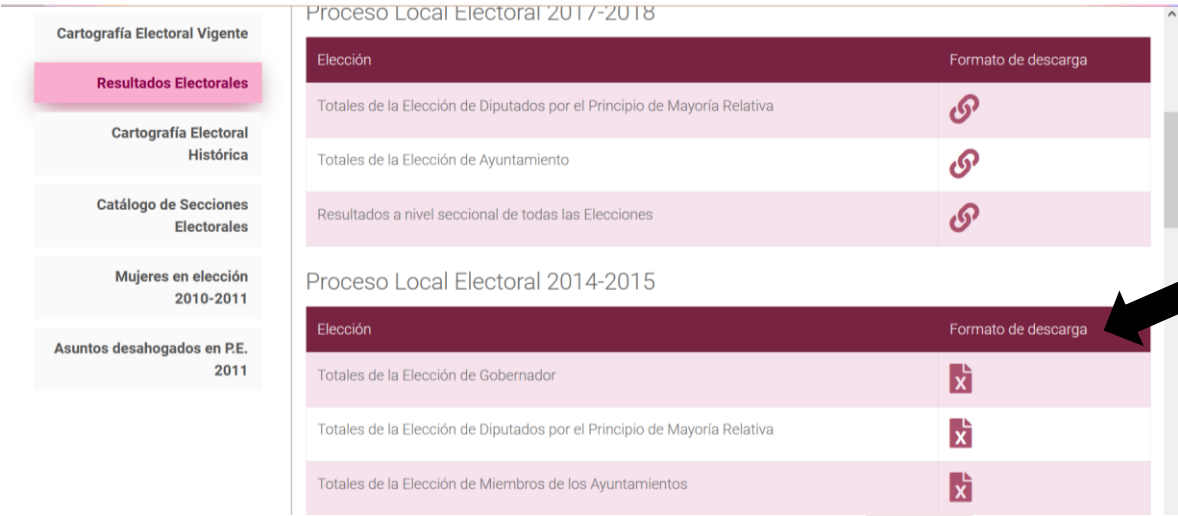 Cartografía Electoral Vigente
Resultados Electorales
Cartografía Electoral
Histórica
Catálogo de Secciones
Electorales
Mujeres en elección
2010-2011
Asuntos desahogados en P.E.
2011
Proceso Local Electoral 2017-2018
Elección Formato de descarga
Totales de la Elección de Diputados por el Principio de Mayoría Relativa
Totales de la Elección de Ayuntamiento
Resultados a nivel seccional de todas las Elecciones
Proceso Local Electoral 2014-2015
Elección Formato de descarga
Totales de la Elección de Gobernador
Totales de la Elección de Diputados por el Principio de Mayoría Relativa
Totales de la Elección de Miembros de los Ayuntamientos